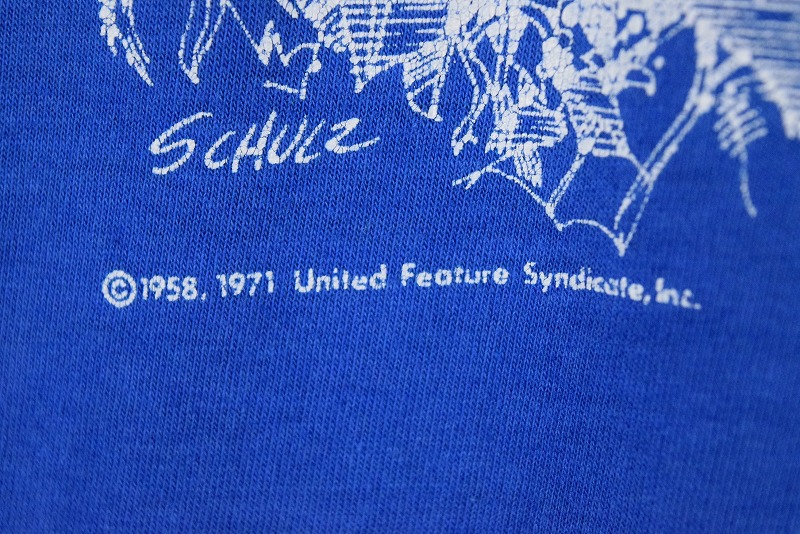 SCHULZ
©1958, 1971 United Feature Syndicate, Inc.